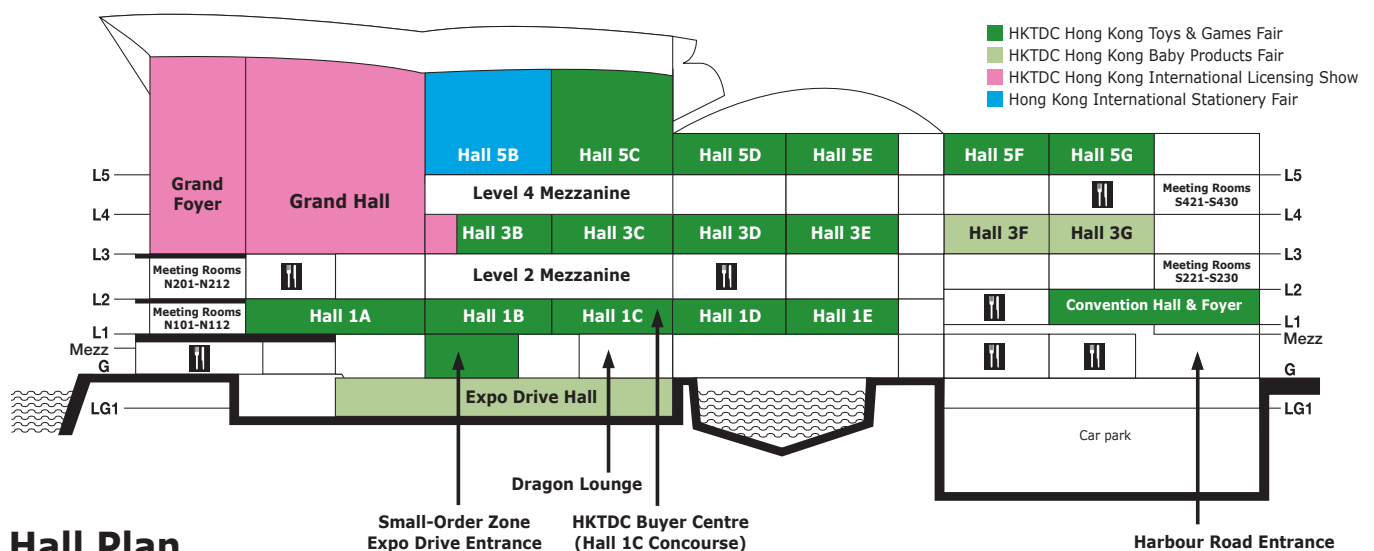 HKTDC Hong Kong Toys & Games Fair
HKTDC Hong Kong Baby Products Fair
HKTDC Hong Kong International Licensing Show
Hong Kong International Stationery Fair
Hall 5B
Hall 5C
Hall 5D
Hall 5E
Hall 5F
Hall 5G
L5
L5
Grand
Foyer
Grand Hall
Level 4 Mezzanine
Meeting Rooms
S421-S430
L4
L4
Hall 3B
Hall 3C
Hall 3D
Hall 3E
Hall 3F
Hall 3G
L3
L3
Meeting Rooms
N201-N212
Level 2 Mezzanine
Meeting Rooms
S221-S230
L2
L2
Meeting Rooms
N101-N112
Hall 1A
Hall 1B
Hall 1C
Hall 1D
Hall 1E
Convention Hall & Foyer
L1
L1
Mezz
Mezz
G
G
Expo Drive Hall
LG1
LG1
Car park
Dragon Lounge
Small-Order Zone
Expo Drive Entrance
HKTDC Buyer Centre
(Hall 1C Concourse)
Harbour Road Entrance
Hall Plan